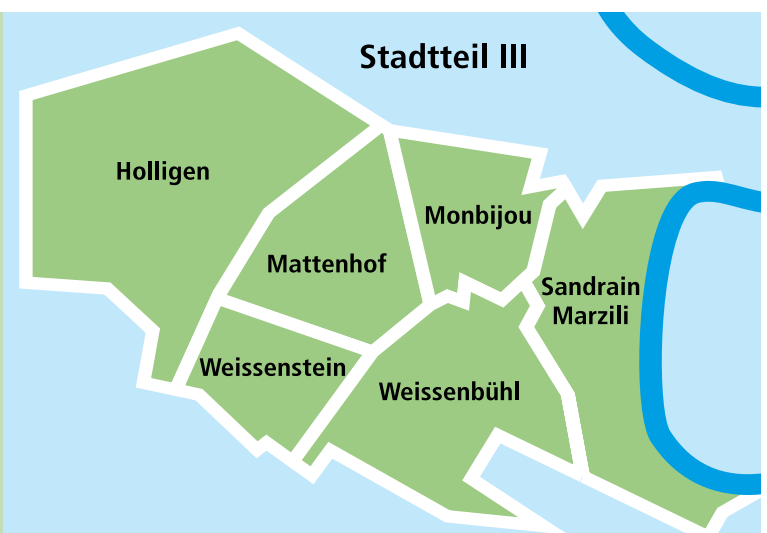 Stadtteil III
Holligen
Monbijou
Mattenhof
Sandrain
Marzili
Weissenstein
Weissenbühl